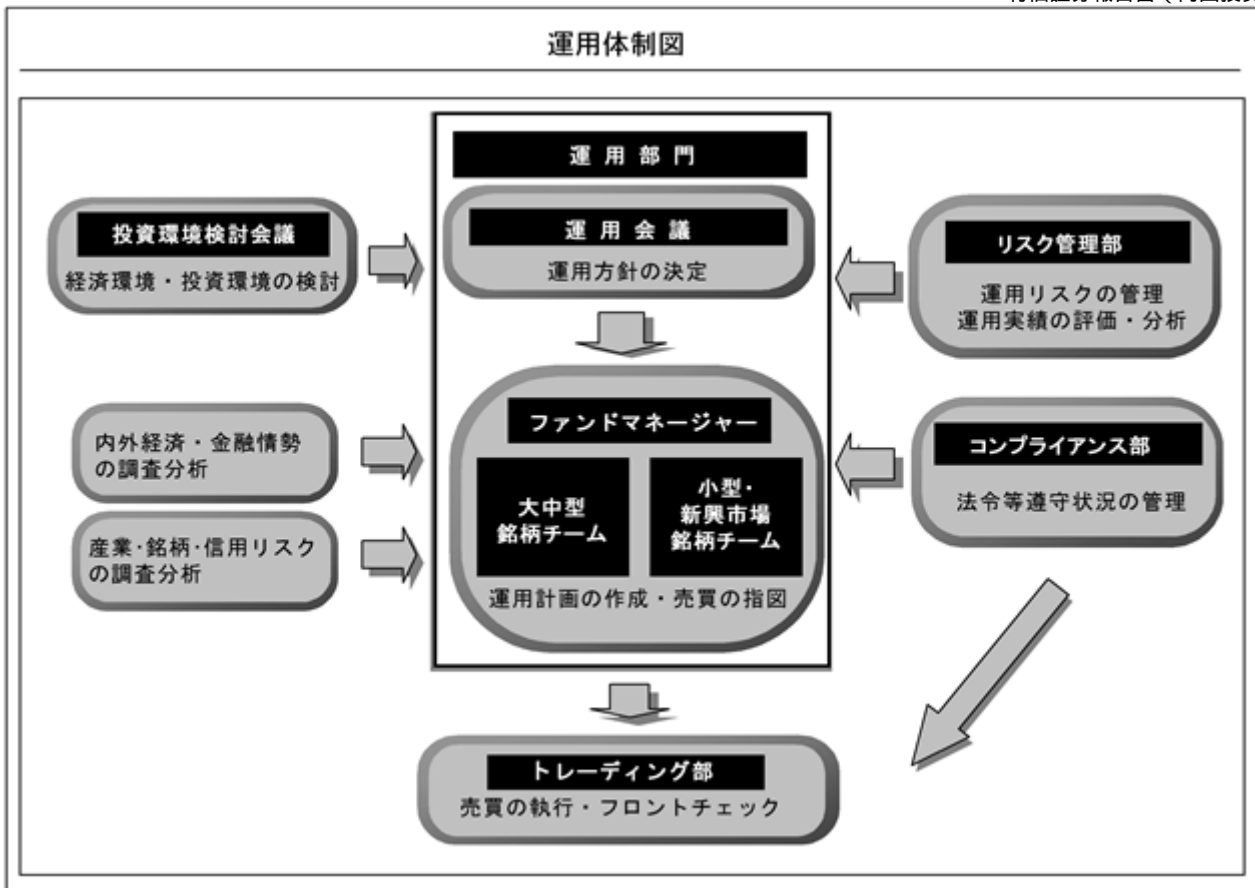 運用体制図
運用部門
運用会議
運用方針の決定
投資環境検討会議
経済環境・投資環境の検討
リスク管理部
運用リスクの管理
運用実績の評価・分析
内外経済・金融情勢
の調査分析
産業・銘柄・信用リスク
の調査分析
ファンドマネージャー
大中型
銘柄チーム
小型・
新興市場
銘柄チーム
運用計画の作成・売買の指図
コンプライアンス部
法令等遵守状況の管理
トレーディング部
売買の執行・フロントチェック